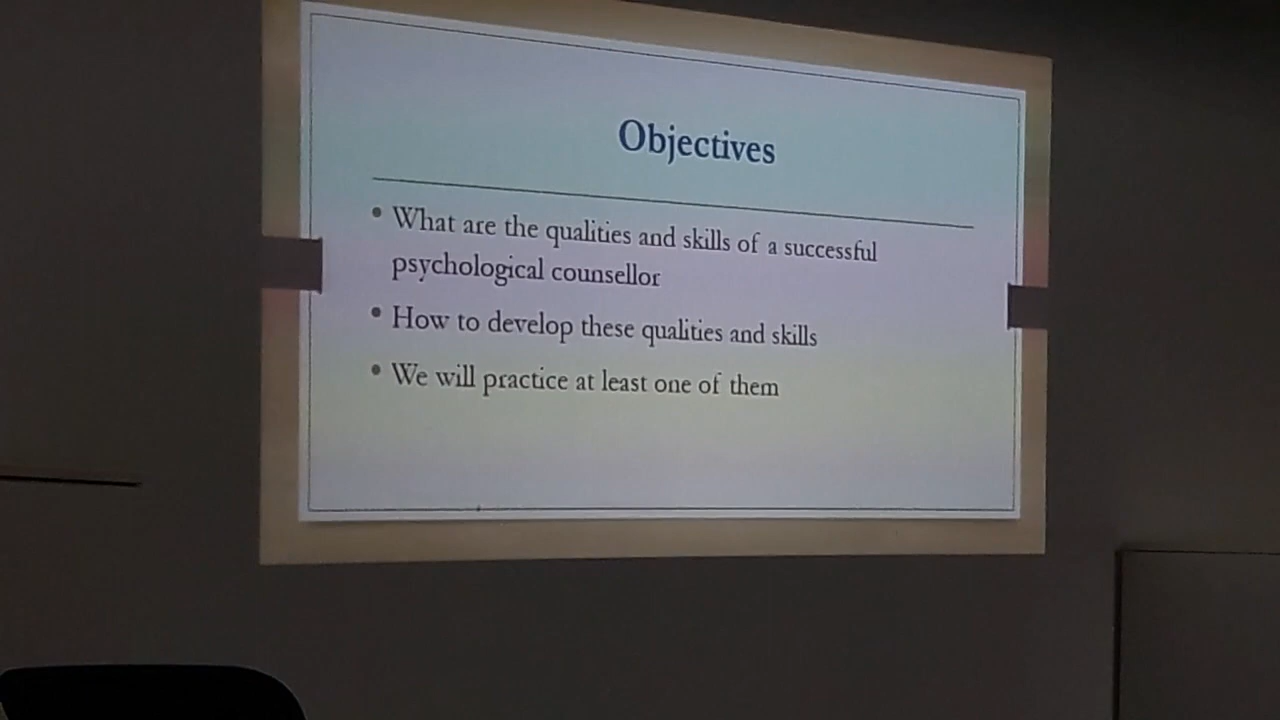 Objectives
• What are the qualities and skills of a successful
psychological counsellor
• How to develop these qualities and skills
• We will practice at least one of them